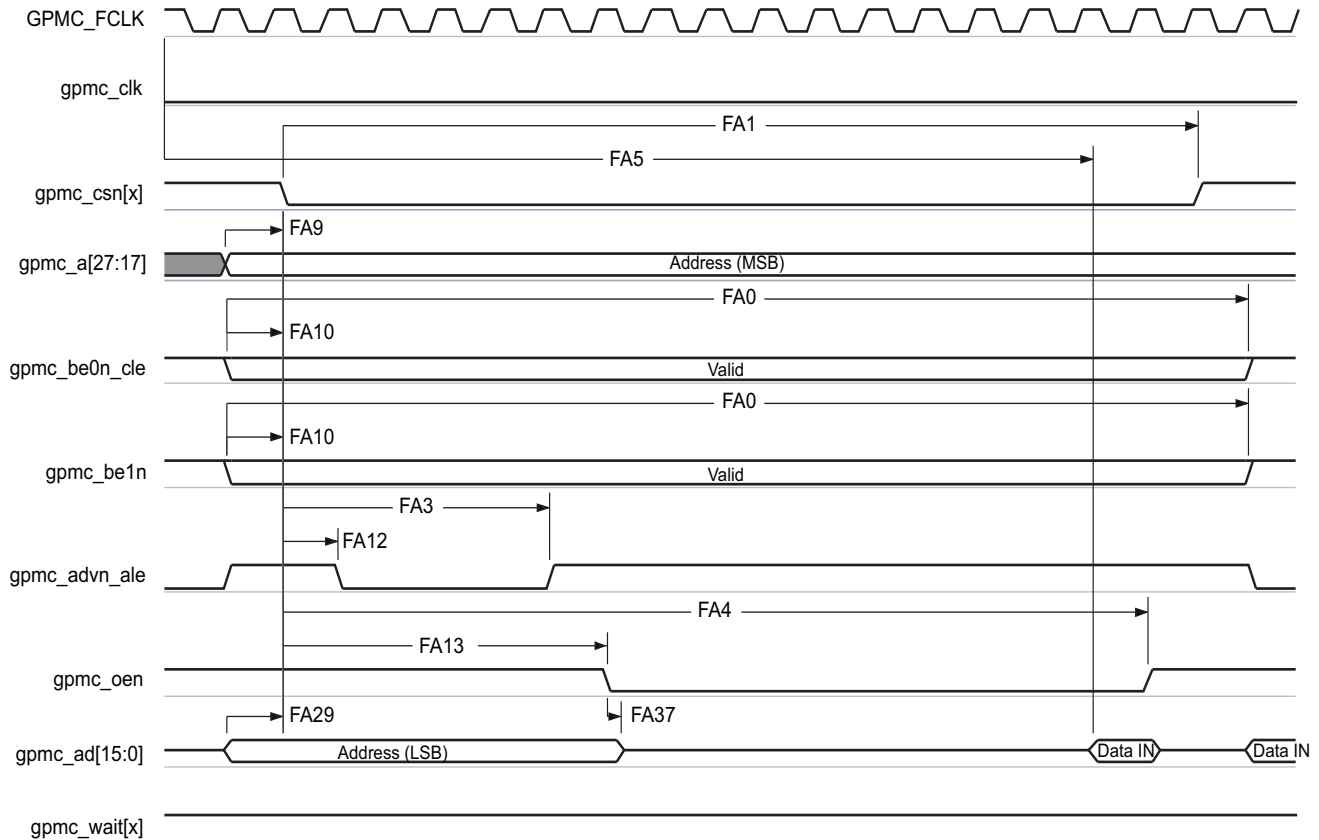 GPMC_FCLK
gpmc_clk
FA1
FA5
gpmc_csn[x]
FA9
gpmc_a[27:17] Address (MSB)
FA0
FA10
gpmc_be0n_cle Valid
FA0
FA10
gpmc_be1n Valid
FA3
FA12
gpmc_advn_ale
FA4
FA13
gpmc_oen
FA29 FA37
gpmc_ad[15:0] Address (LSB) Data IN Data IN
gpmc_wait[x]